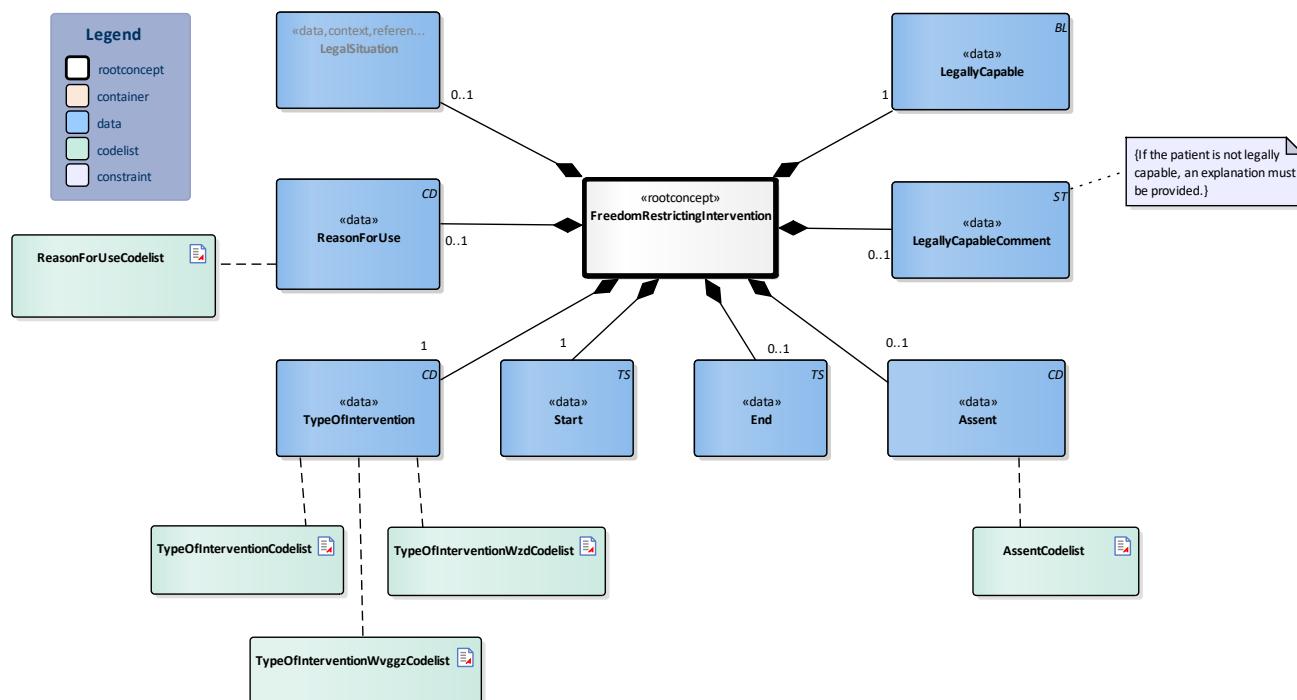 Legend
rootconcept
container
data
codelist
constraint
«data,context,referen...
LegalSituation
0..1
BL
«data»
LegallyCapable
1
{If the patient is not legally
capable, an explanation must
be provided.}
«rootconcept»
FreedomRestrictingIntervention
CD
«data»
ReasonForUse
0..1
ST
«data»
LegallyCapableComment
0..1
ReasonForUseCodelist
1
CD
«data»
TypeOfIntervention
1
TS
«data»
Start
0..1
TS
«data»
End
0..1
CD
«data»
Assent
TypeOfInterventionCodelist
TypeOfInterventionWzdCodelist
AssentCodelist
TypeOfInterventionWvggzCodelist